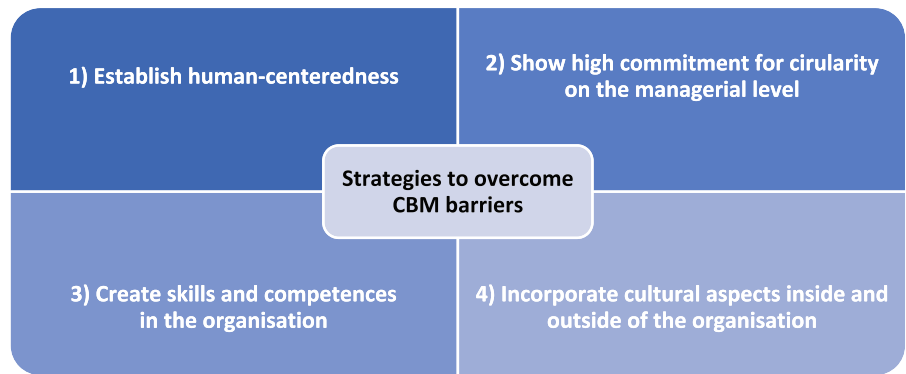 1) Establish human-centeredness
2) Show high commitment for cirularity
on the managerial level
Strategies to overcome
CBM barriers
3) Create skills and competences
in the organisation
4) Incorporate cultural aspects inside and
outside of the organisation